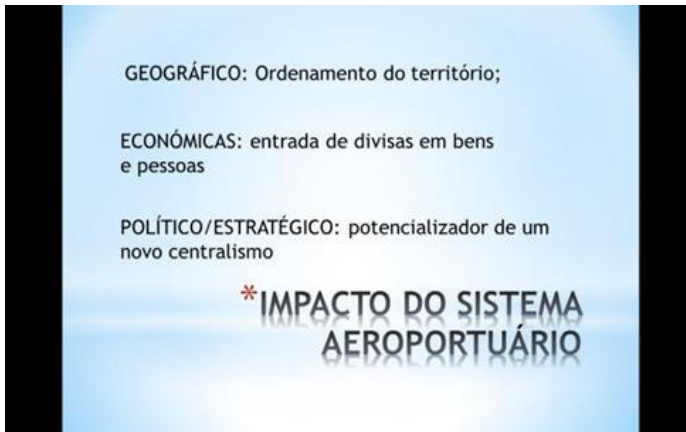 GEOGRÁFICO: Ordenamento do território;
ECONÓMICAS: entrada de divisas em bens
e pessoas
POLÍTICO/ESTRATÉGICO: potencializador de um
novo centralismo
*IMPACTO DO SISTEMA
AEROPORTUÁRIO